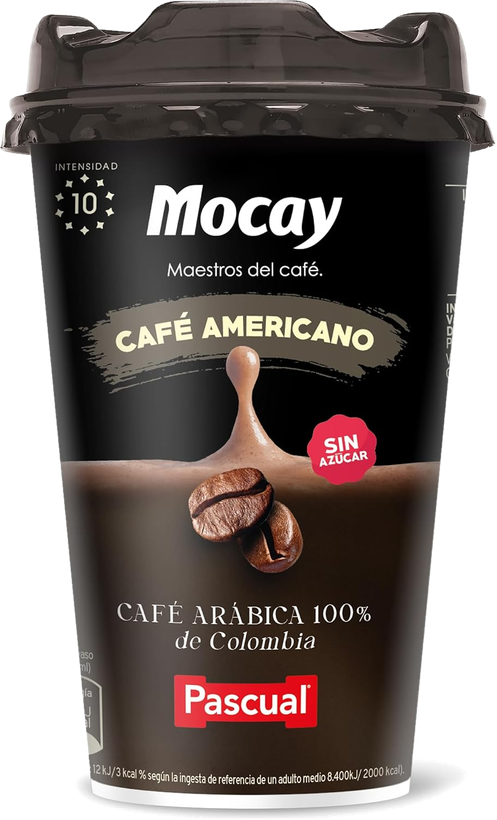 INTENSIDAD
10
Mocay
Maestros del café.
CAFÉ AMERICANO
SIN
AZÚCAR
CAFÉ ARÁBICA 100%
de Colombia
Pascual
12 kJ/3 kcal % según la ingesta de referencia de un adulto medio 8.400kJ/ 2000 kcal).